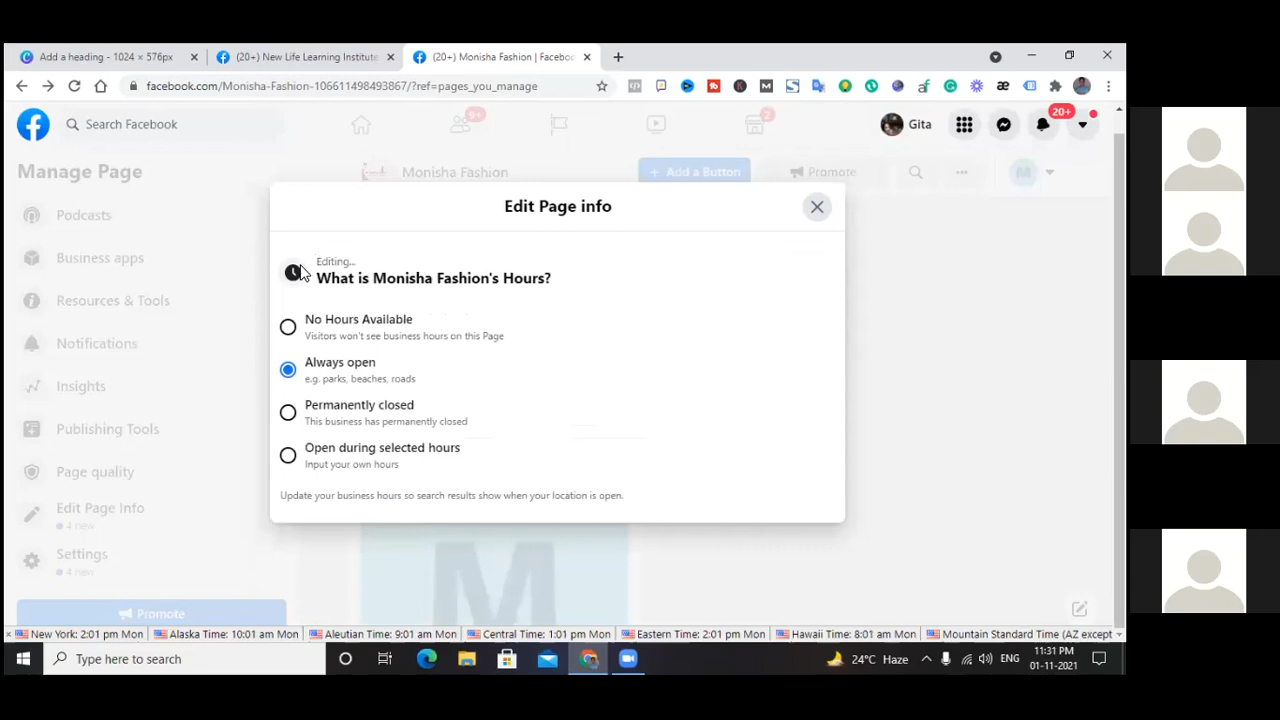 Add a heading - 1024 × 576px
(20+) New Life Learning Institute
(20+) Monisha Fashion | Faceboo
facebook.com/Monisha-Fashion-106611498493867/?ref=pages_you_manage
Search Facebook
9+
2
Gita
20+
Manage Page
Monisha Fashion
+ Add a Button
Promote
M
Podcasts
Business apps
Resources & Tools
Notifications
Insights
Publishing Tools
Page quality
Edit Page Info
4 new
Settings
4 new
Promote
Edit Page info
Editing...
What is Monisha Fashion's Hours?
No Hours Available
Visitors won't see business hours on this Page
Always open
e.g. parks, beaches, roads
Permanently closed
This business has permanently closed
Open during selected hours
Input your own hours
Update your business hours so search results show when your location is open.
M
New York: 2:01 pm Mon Alaska Time: 10:01 am Mon Aleutian Time: 9:01 am Mon Central Time: 1:01 pm Mon Eastern Time: 2:01 pm Mon Hawaii Time: 8:01 am Mon Mountain Standard Time (AZ except
Type here to search
24°C Haze
ENG
11:31 PM
01-11-2021